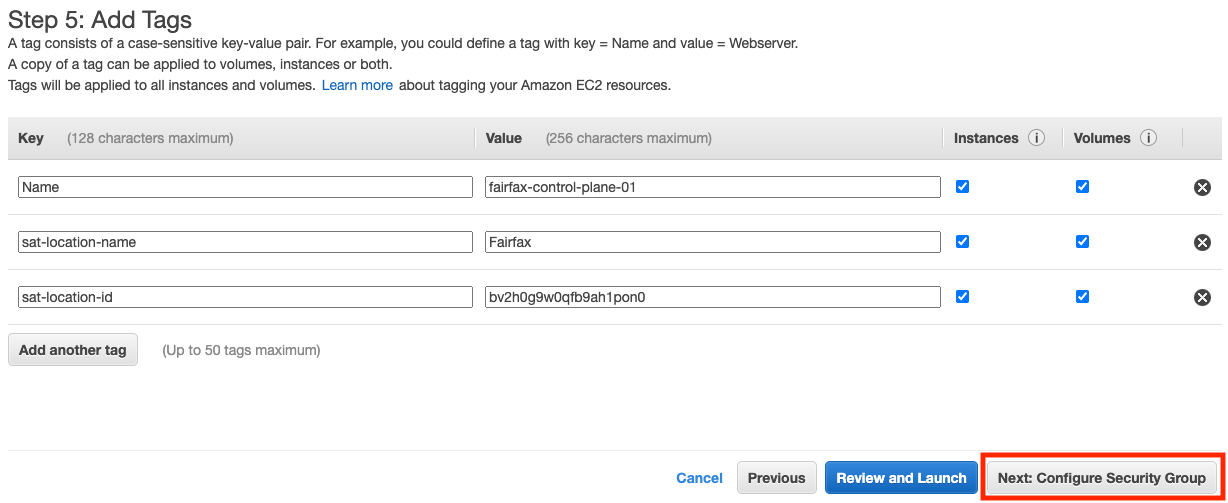 Step 5: Add Tags
A tag consists of a case-sensitive key-value pair. For example, you could define a tag with key = Name and value = Webserver.
A copy of a tag can be applied to volumes, instances or both.
Tags will be applied to all instances and volumes. Learn more about tagging your Amazon EC2 resources.
Key (128 characters maximum) Value (256 characters maximum) Instances i Volumes i
Name fairfax-control-plane-01
sat-location-name Fairfax
sat-location-id bv2h0g9w0qfb9ah1pon0
Add another tag (Up to 50 tags maximum)
Cancel Previous Review and Launch Next: Configure Security Group